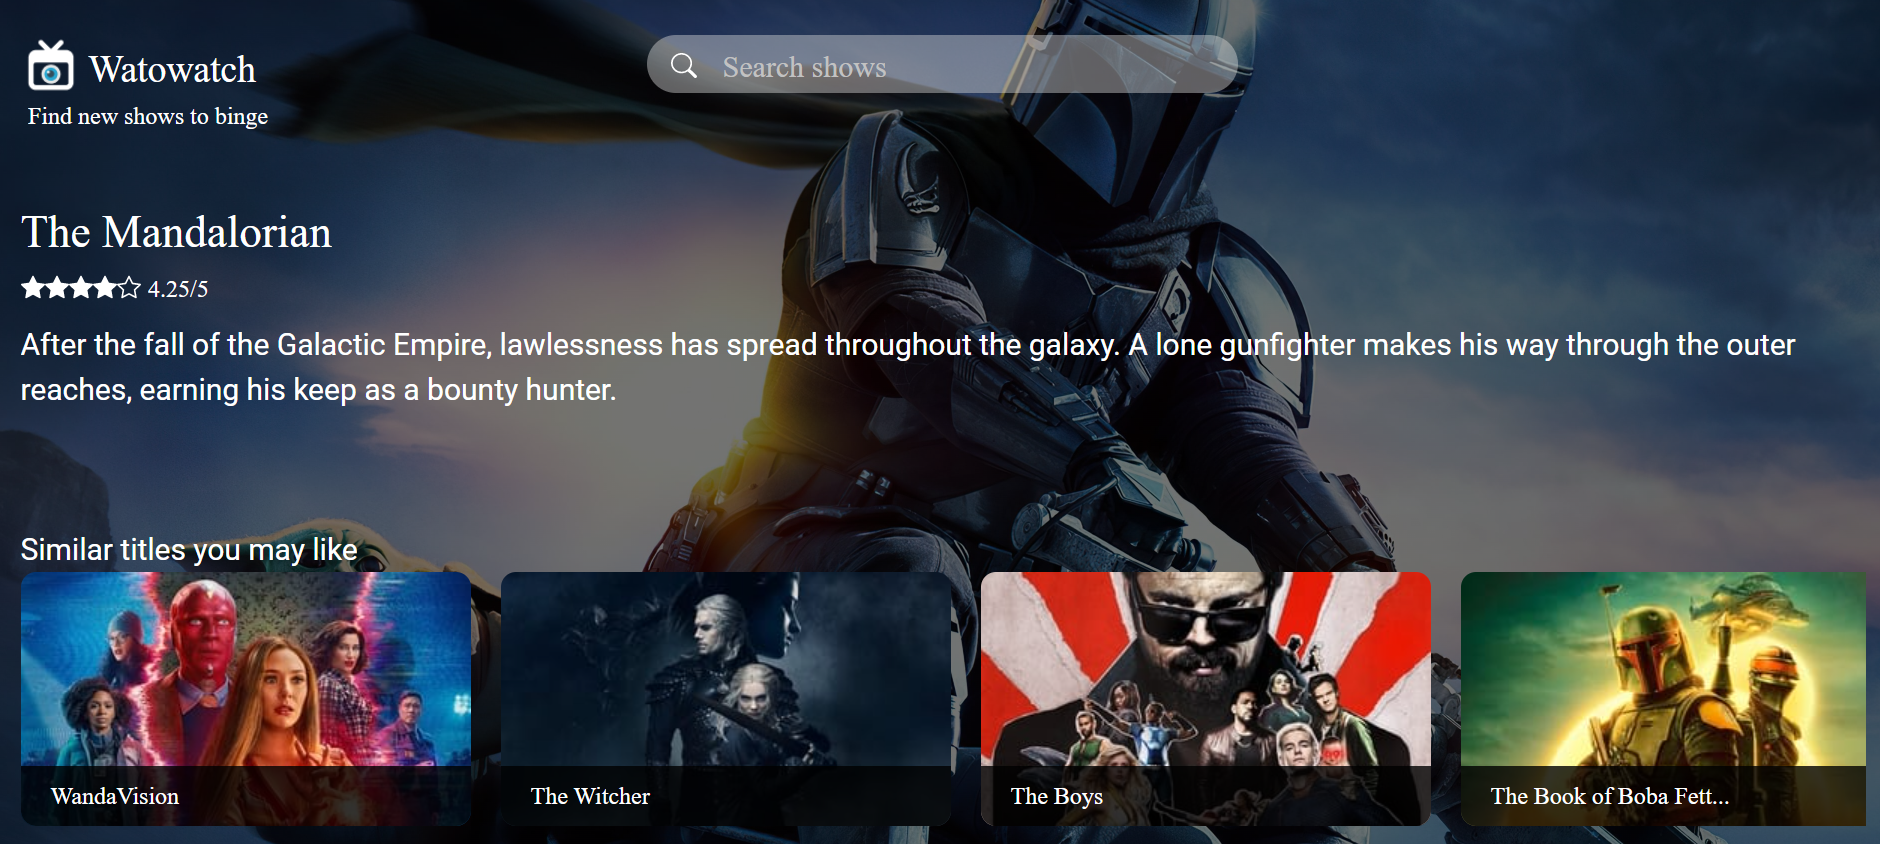 Watowatch
Search shows
Find new shows to binge
The Mandalorian
4.25/5
After the fall of the Galactic Empire, lawlessness has spread throughout the galaxy. A lone gunfighter makes his way through the outer
reaches, earning his keep as a bounty hunter.
Similar titles you may like
WandaVision
The Witcher
The Boys
The Book of Boba Fett...